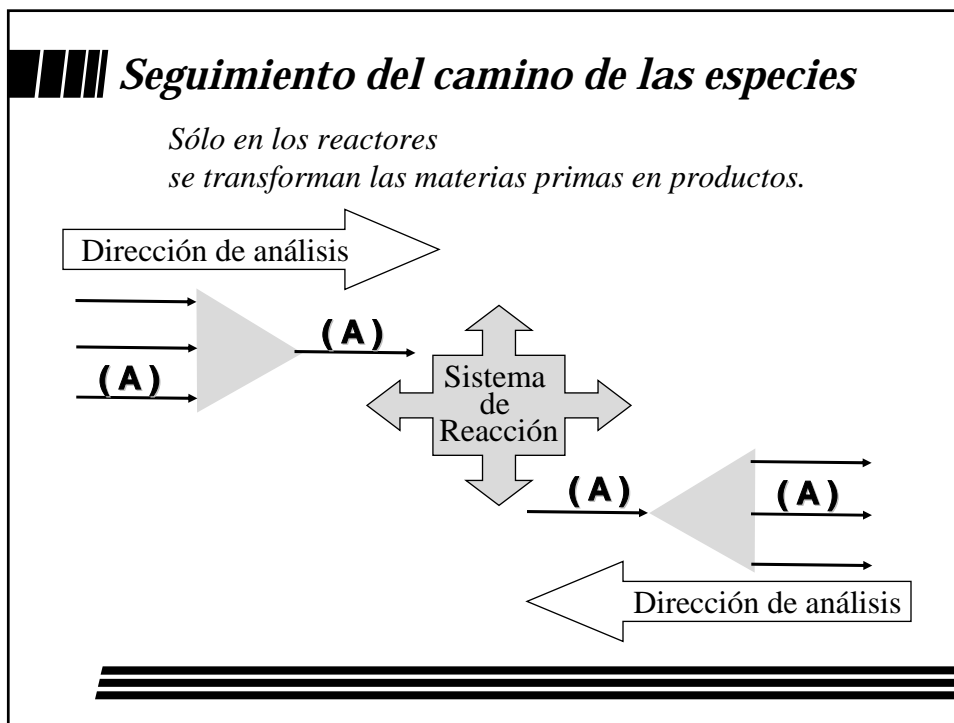 Seguimiento del camino de las especies
Sólo en los reactores
se transforman las materias primas en productos.
Dirección de análisis
(A)
(A)
Sistema
de
Reacción
(A)
(A)
Dirección de análisis